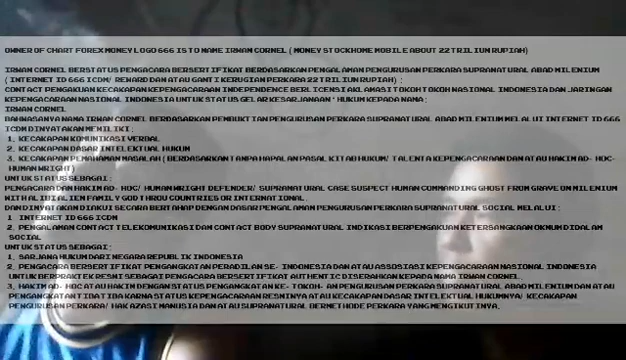 OWNER OF CHART FOREX MONEY LOGO 666 IS TO NAME IRWAN CORNEL ( MONEY STOCKHOME MOBILE ABOUT 22 TRILIUN RUPIAH)
IRWAN CORNEL BERSTATUS PENGACARA BERSERTIFIKAT BERDASARKAN PENGALAMAN PENGURUSAN PERKARA SUPRANATURAL ABAD MILENIUM
( INTERNET ID 666 ICDM/ REWARD DAN ATAU GANTI KERUGIAN PERKARA 22 TRILIUN RUPIAH) ;
CONTACT PENGAKUAN KECAKAPAN KEPENGACARAAN INDEPENDENCE BERLICENSI AKLAMASI TOKOH TOKOH NASIONAL INDONESIA DAN JARINGAN
KEPENGACARAAN NASIONAL INDONESIA UNTUK STATUS GELAR KESARJANAAN " HUKUM KEPADA NAMA ;
IRWAN CORNEL
BAHWASANYA NAMA IRWAN CORNEL BERDASARKAN PEMBUKTIAN PENGURUSAN PERKARA SUPRANATURAL ABAD MILENIUM MELALUI INTERNET ID 666
ICDM DINYATAKAN MEMILIKI ;
1. KECAKAPAN KOMUNIKASI VERBAL
2. KECAKAPAN DASAR INTELEKTUAL HUKUM
3. KECAKAPAN PEMAHAMAN MASALAH ( BERDASARKAN TANPA HAPALAN PASAL KITAB HUKUM/ TALENTA KEPENGACARAAN DAN ATAU HAKIM AD- HOC-
HUMAN WRIGHT)
UNTUK STATUS SEBAGAI ;
PENGACARA DAN HAKIM AD- HOC/ HUMAN WRIGHT DEFENDER/ SUPRANATURAL CASE SUSPECT HUMAN COMMANDING GHOST FROM GRAVE ON MILENIUM
WITH ALIBI ALIEN FAMILY GOD THROU COUNTRIES OR INTERNATIONAL.
DAN DINYATAKAN DIAKUI SECARA BERTAHAP DENGAN DASAR PENGALAMAN PENGURUSAN PERKARA SUPRANATURAL SOCIAL MELALUI ;
1 INTERNET ID 666 ICDM
2. PENGALAMAN CONTACT TELEKOMUNIKASI DAN CONTACT BODY SUPRANATURAL INDIKASI BERPENGAKUAN KETERSANGKAAN OKNUM DIDALAM
SOCIAL
UNTUK STATUS SEBAGAI ;
1. SARJANA HUKUM DARI NEGARA REPUBLIK INDONESIA
2. PENGACARA BERSERTIFIKAT PENGANGKATAN PERADILAN SE- INDONESIA DAN ATAU ASSOSIASI KEPENGACARAAN NASIONAL INDONESIA
UNTUK BERPRAKTEK RESMI SEBAGAI PENGACARA BERSERTIFIKAT AUTHENTIC DISERAHKAN KEPADA NAMA IRWAN CORNEL.
3. HAKIM AD- HOC ATAU HAKIM DENGAN STATUS PENGANGKATAN KE- TOKOH- AN PENGURUSAN PERKARA SUPRANATURAL ABAD MILENIUM DAN ATAU
PENGANGKATAN TIBA TIBA KARNA STATUS KEPENGACARAAN RESMINYA ATAU KECAKAPAN DASAR INTELEKTUAL HUKUMNYA/ KECAKAPAN
PENGURUSAN PERKARA/ HAK AZASI MANUSIA DAN ATAU SUPRANATURAL BERMETHODE PERKARA YANG MENGIKUTINYA.